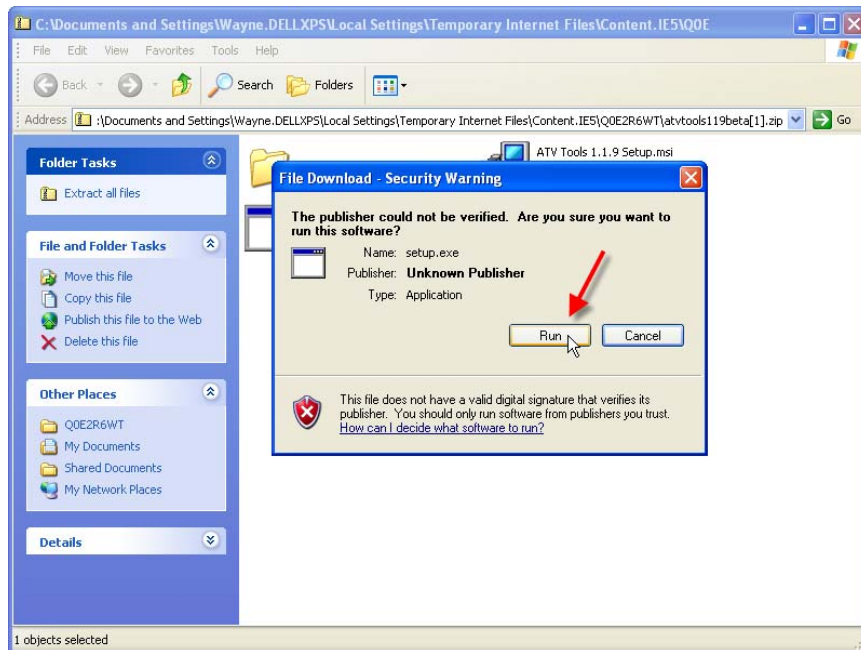 C:\Documents and Settings\Wayne.DELLXPS\Local Settings\Temporary Internet Files\Content.IE5\Q0E
File Edit View Favorites Tools Help
Back Search Folders
Address :\Documents and Settings\Wayne.DELLXPS\Local Settings\Temporary Internet Files\Content.IE5\Q0E2R6WT\atvtools119beta[1].zip Go
Folder Tasks
Extract all files
File and Folder Tasks
Move this file
Copy this file
Publish this file to the Web
Delete this file
Other Places
Q0E2R6WT
My Documents
Shared Documents
My Network Places
Details
ATV Tools 1.1.9 Setup.msi
File Download - Security Warning
The publisher could not be verified. Are you sure you want to
run this software?
Name: setup.exe
Publisher: Unknown Publisher
Type: Application
Run Cancel
This file does not have a valid digital signature that verifies its
publisher. You should only run software from publishers you trust.
How can I decide what software to run?
1 objects selected